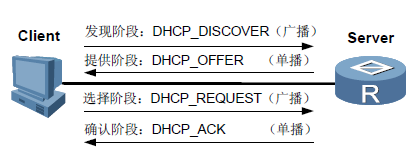 Client
Server
发现阶段：DHCP_DISCOVER（广播）
提供阶段：DHCP_OFFER （单播）
选择阶段：DHCP_REQUEST（广播）
确认阶段：DHCP_ACK （单播）
R